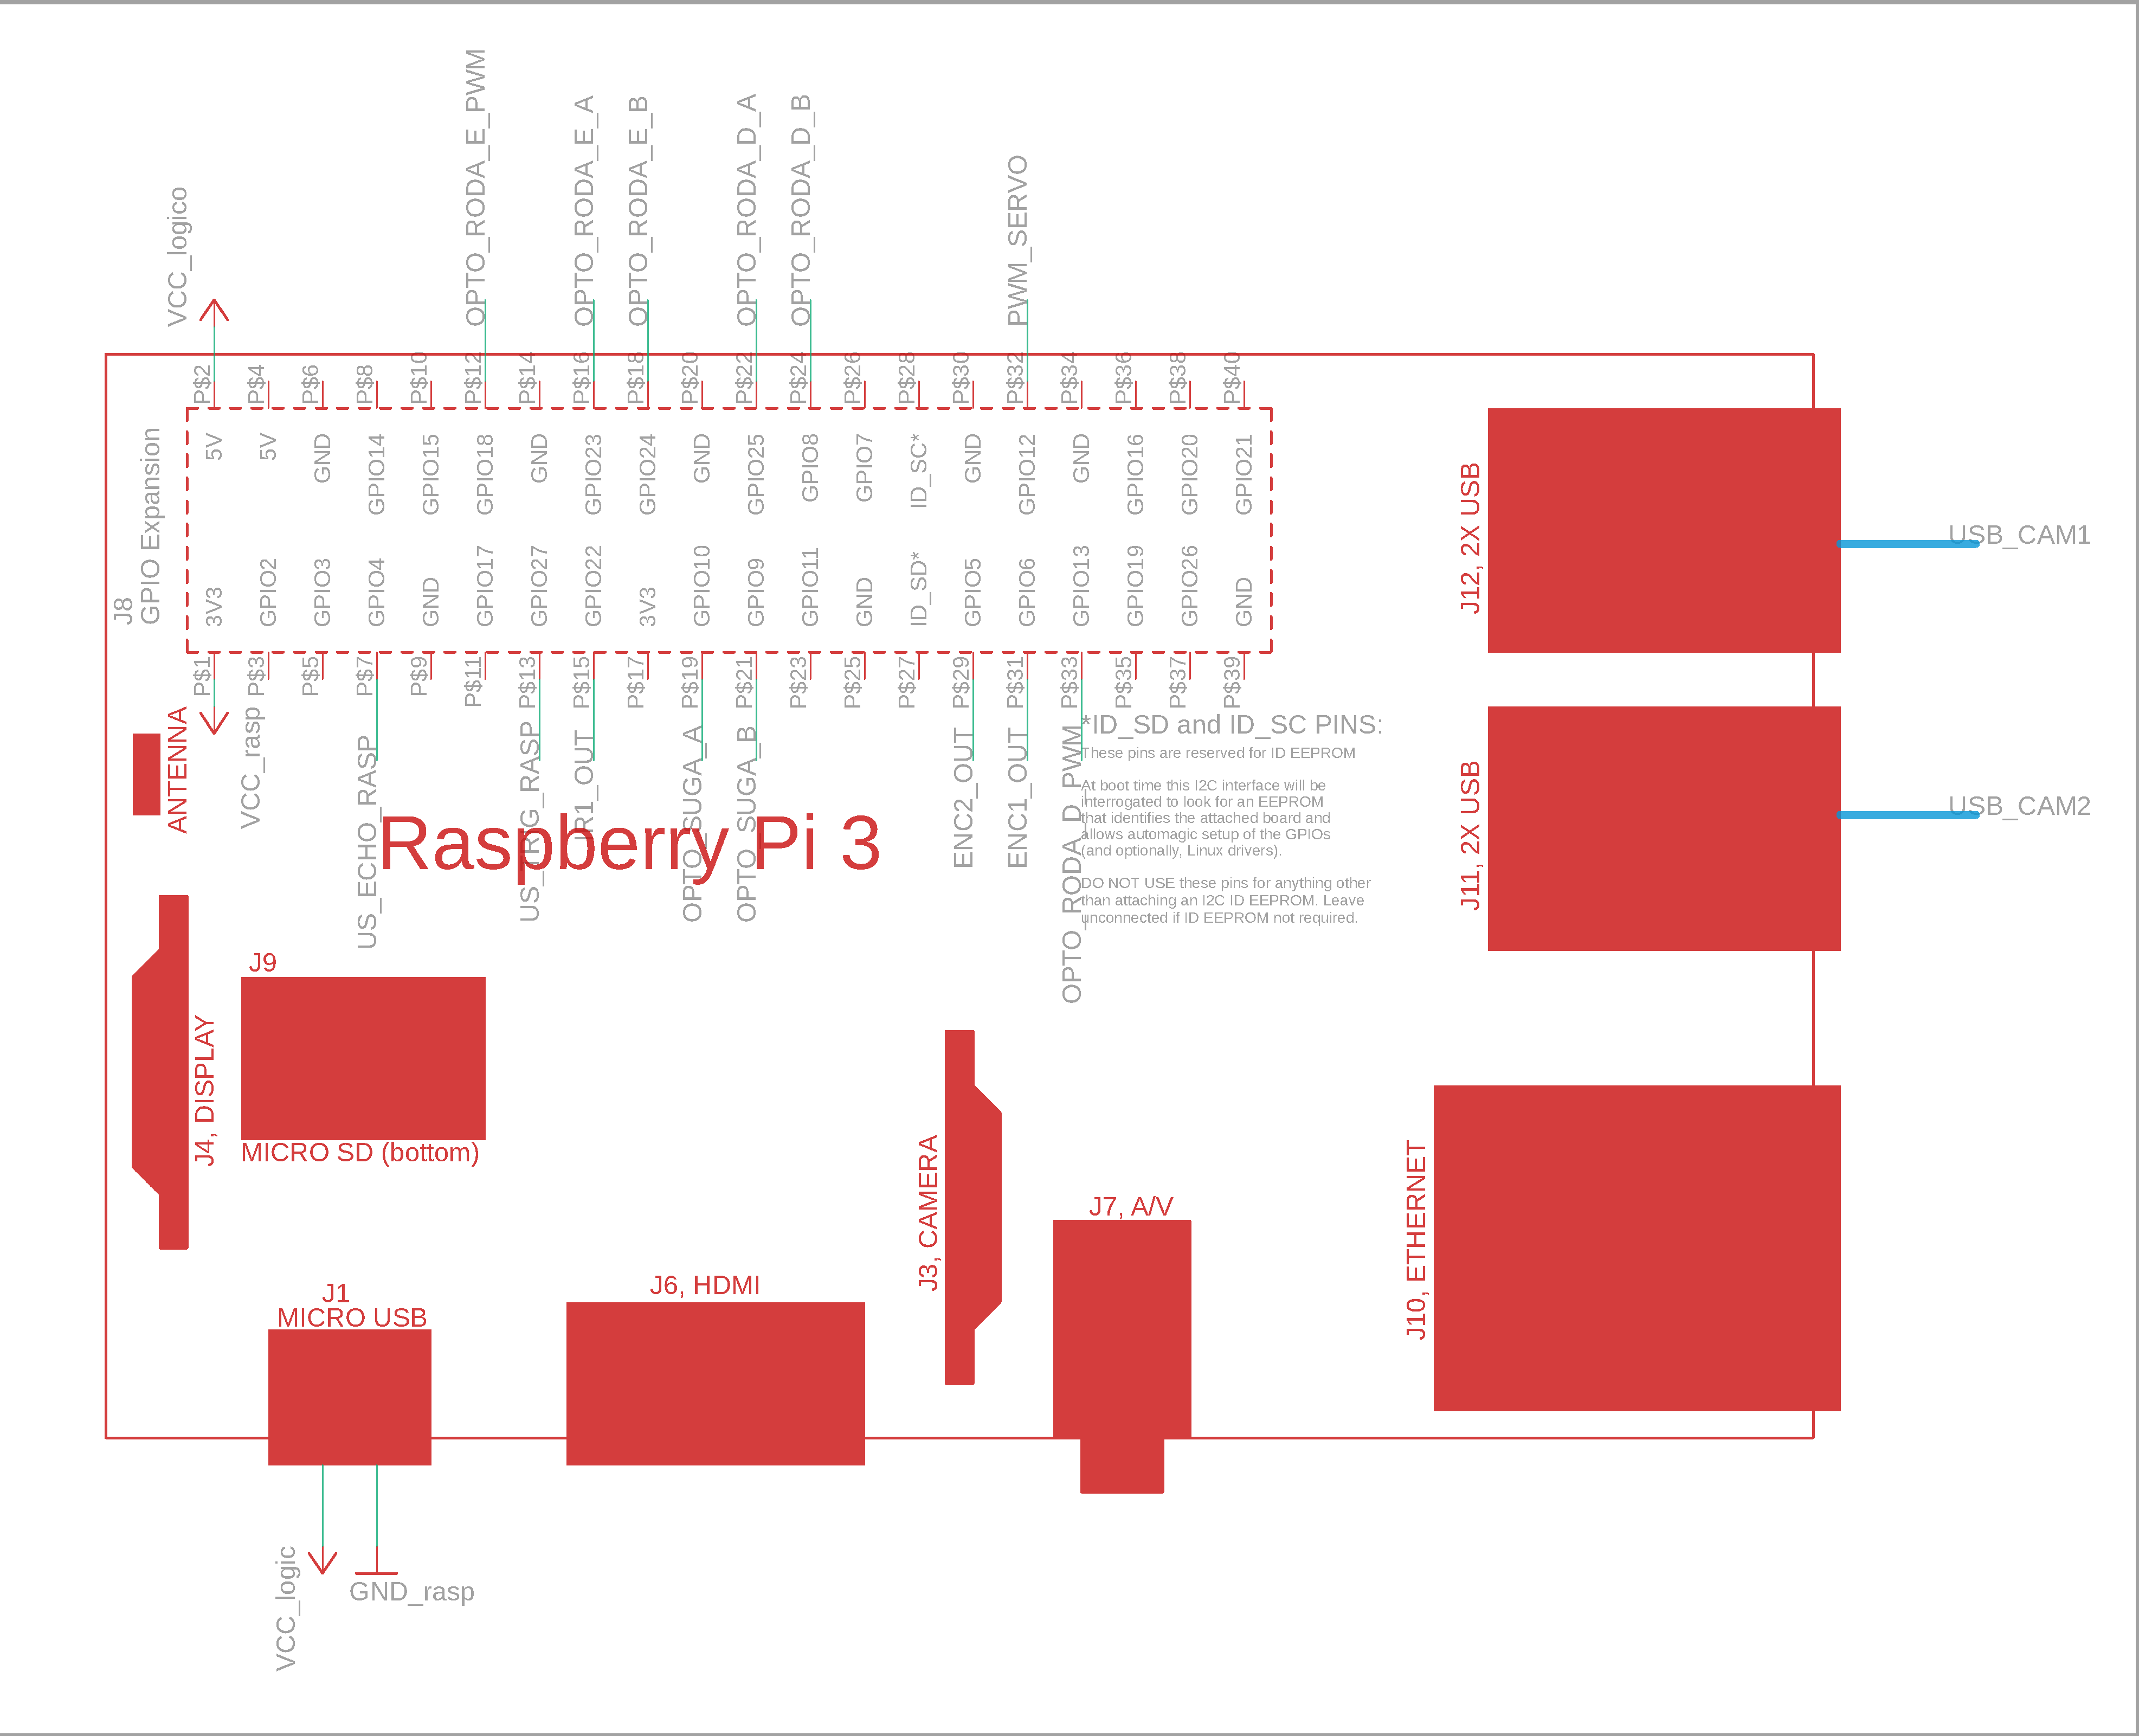 OPTO_RODA_E_PWM
OPTO_RODA_E_A
OPTO_RODA_E_B
OPTO_RODA_D_A
OPTO_RODA_D_B
PWM_SERVO
VCC_logico
P$2
P$4
P$6
P$8
P$10
P$12
P$14
P$16
P$18
P$20
P$22
P$24
P$26
P$28
P$30
P$32
P$34
P$36
P$38
P$40
J8
GPIO Expansion
5V
5V
GND
GPIO14
GPIO15
GPIO18
GND
GPIO23
GPIO24
GND
GPIO25
GPIO8
GPIO7
ID_SC*
GND
GPIO12
GND
GPIO16
GPIO20
GPIO21
3V3
GPIO2
GPIO3
GPIO4
GND
GPIO17
GPIO27
GPIO22
3V3
GPIO10
GPIO9
GPIO11
GND
ID_SD*
GPIO5
GPIO6
GPIO13
GPIO19
GPIO26
GND
P$1
P$3
P$5
P$7
P$9
P$11
P$13
P$15
P$17
P$19
P$21
P$23
P$25
P$27
P$29
P$31
P$33
P$35
P$37
P$39
J12, 2X USB
USB_CAM1
ANTENNA
VCC_rasp
US_ECHO_RASP
US_TRG_RASP
IR1_OUT
OPTO_SUGA_A
OPTO_SUGA_B
ENC2_OUT
ENC1_OUT
OPTO_RODA_D_PWM
Raspberry Pi 3
*ID_SD and ID_SC PINS:
These pins are reserved for ID EEPROM
At boot time this I2C interface will be
interrogated to look for an EEPROM
that identifies the attached board and
allows automagic setup of the GPIOs
(and optionally, Linux drivers).
DO NOT USE these pins for anything other
than attaching an I2C ID EEPROM. Leave
unconnected if ID EEPROM not required.
J11, 2X USB
USB_CAM2
J9
MICRO SD (bottom)
J4, DISPLAY
J3, CAMERA
J7, A/V
J10, ETHERNET
J1
MICRO USB
J6, HDMI
VCC_logic
GND_rasp